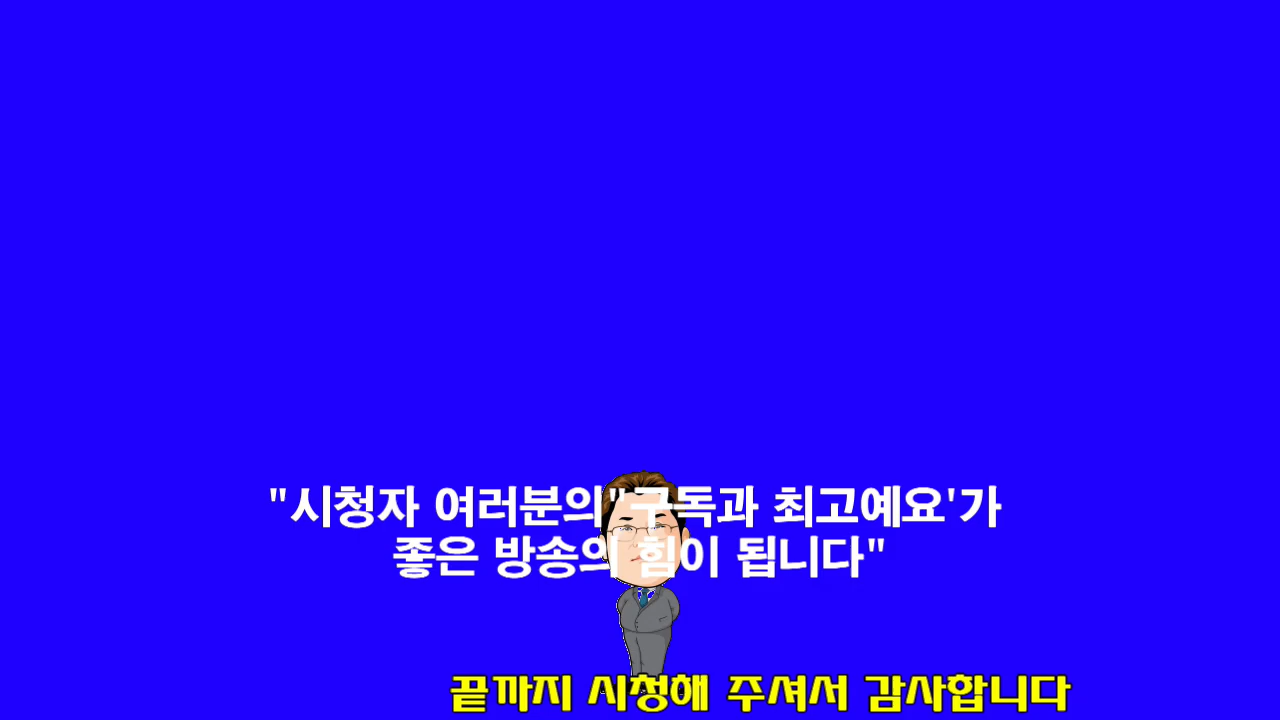 "시청자 여러분의"구독과 최고예요'가
좋은 방송의 힘이 됩니다"
끝까지 시청해 주셔서 감사합니다